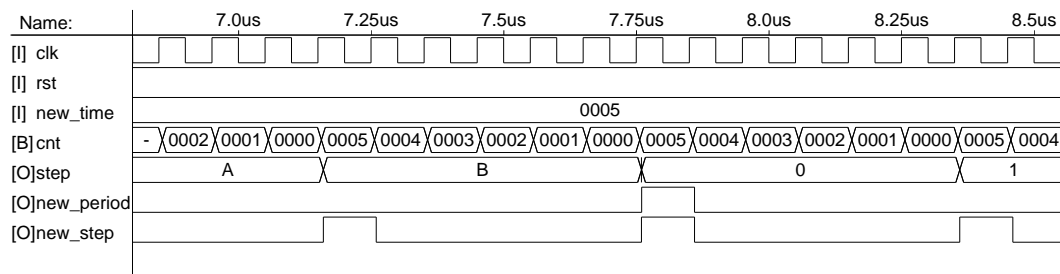 Name: 7.0us 7.25us 7.5us 7.75us 8.0us 8.25us 8.5us
[I] clk
[I] rst
[I] new_time 0005
[B]cnt - 0002 0001 0000 0005 0004 0003 0002 0001 0000 0005 0004 0003 0002 0001 0000 0005 0004
[O]step A B 0 1
[O]new_period
[O]new_step